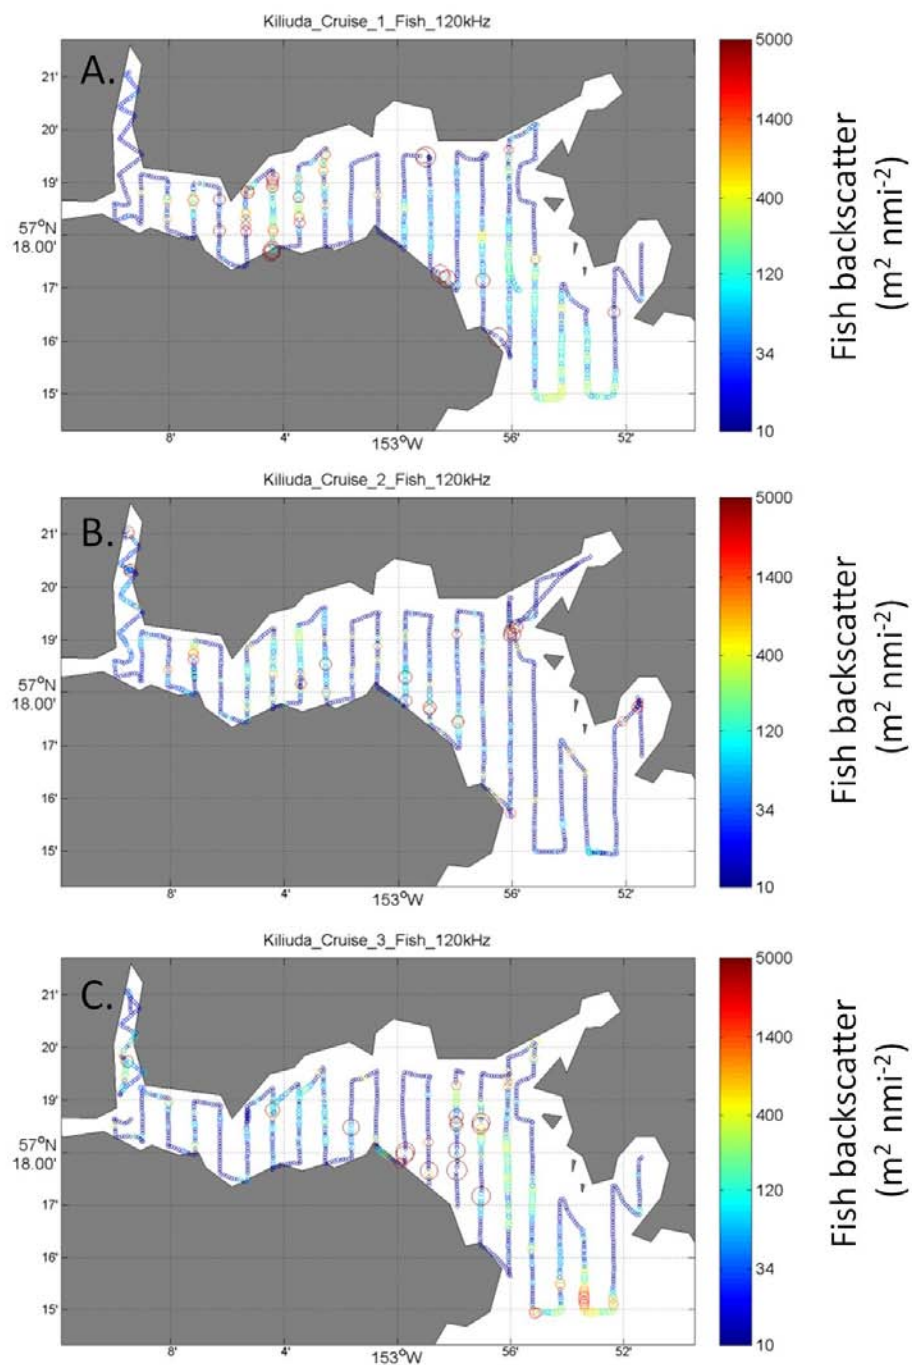 Kiliuda_Cruise_1_Fish_120kHz
A.
21'
20'
19'
57°N
18.00'
17'
16'
15'
8'
4'
153°W
56'
52'
5000
1400
400
120
34
10
Fish backscatter
(m² nmi⁻²)
Kiliuda_Cruise_2_Fish_120kHz
B.
21'
20'
19'
57°N
18.00'
17'
16'
15'
8'
4'
153°W
56'
52'
5000
1400
400
120
34
10
Fish backscatter
(m² nmi⁻²)
Kiliuda_Cruise_3_Fish_120kHz
C.
21'
20'
19'
57°N
18.00'
17'
16'
15'
8'
4'
153°W
56'
52'
5000
1400
400
120
34
10
Fish backscatter
(m² nmi⁻²)